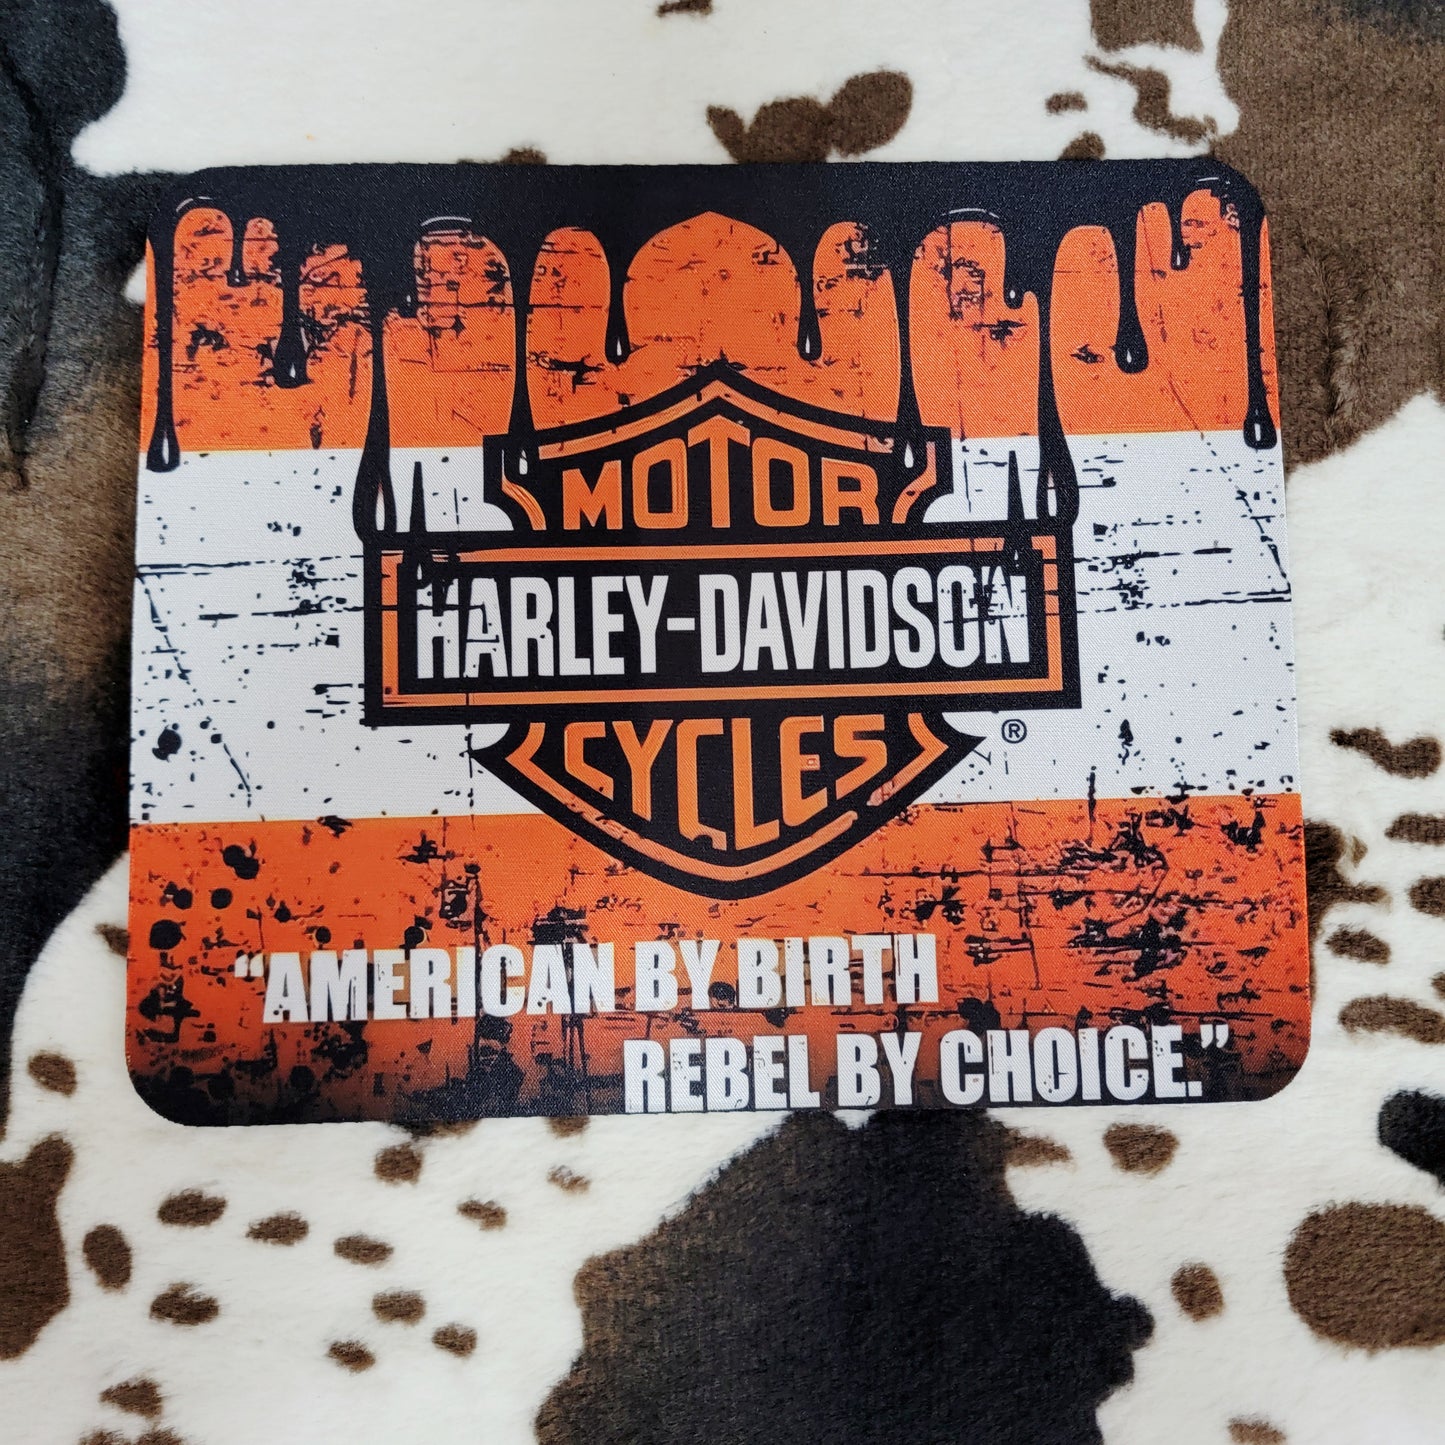 MOTOR
HARLEY-DAVIDSON
CYCLES
®
“AMERICAN BY BIRTH
REBEL BY CHOICE.”